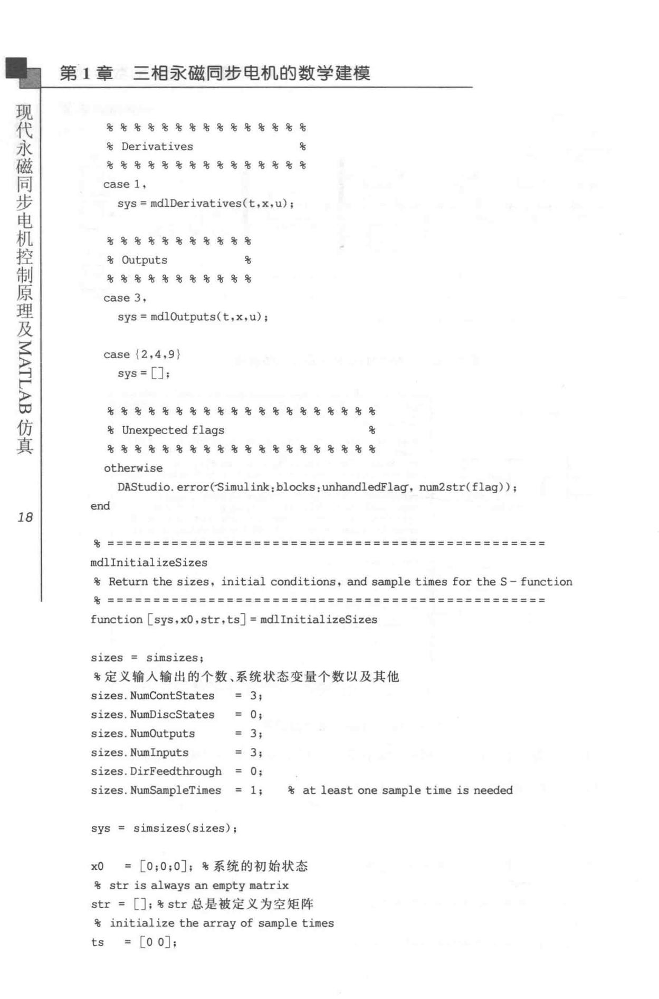 第 1 章 三相永磁同步电机的数学建模
现代永磁同步电机控制原理及MATLAB仿真
18
% % % % % % % % % % % % % % %
% Derivatives %
% % % % % % % % % % % % % % %
case 1,
sys = mdlDerivatives(t,x,u);
% % % % % % % % % % %
% Outputs %
% % % % % % % % % % %
case 3,
sys = mdlOutputs(t,x,u);
case {2,4,9}
sys = [];
% % % % % % % % % % % % % % % % % % % %
% Unexpected flags %
% % % % % % % % % % % % % % % % % % % %
otherwise
DAStudio.error('Simulink:blocks:unhandledFlag', num2str(flag));
end
% ================================================
mdlInitializeSizes
% Return the sizes, initial conditions, and sample times for the S-function
% ================================================
function [sys,x0,str,ts] = mdlInitializeSizes
sizes = simsizes;
%定义输入输出的个数、系统状态变量个数以及其他
sizes.NumContStates = 3;
sizes.NumDiscStates = 0;
sizes.NumOutputs = 3;
sizes.NumInputs = 3;
sizes.DirFeedthrough = 0;
sizes.NumSampleTimes = 1; % at least one sample time is needed
sys = simsizes(sizes);
x0 = [0;0;0]; %系统的初始状态
% str is always an empty matrix
str = []; % str 总是被定义为空矩阵
% initialize the array of sample times
ts = [0 0];